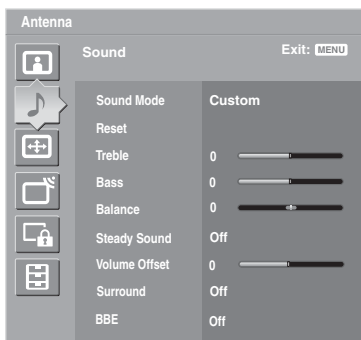 Antenna
Sound Exit: MENU
Sound Mode Custom
Reset
Treble 0
Bass 0
Balance 0
Steady Sound Off
Volume Offset 0
Surround Off
BBE Off